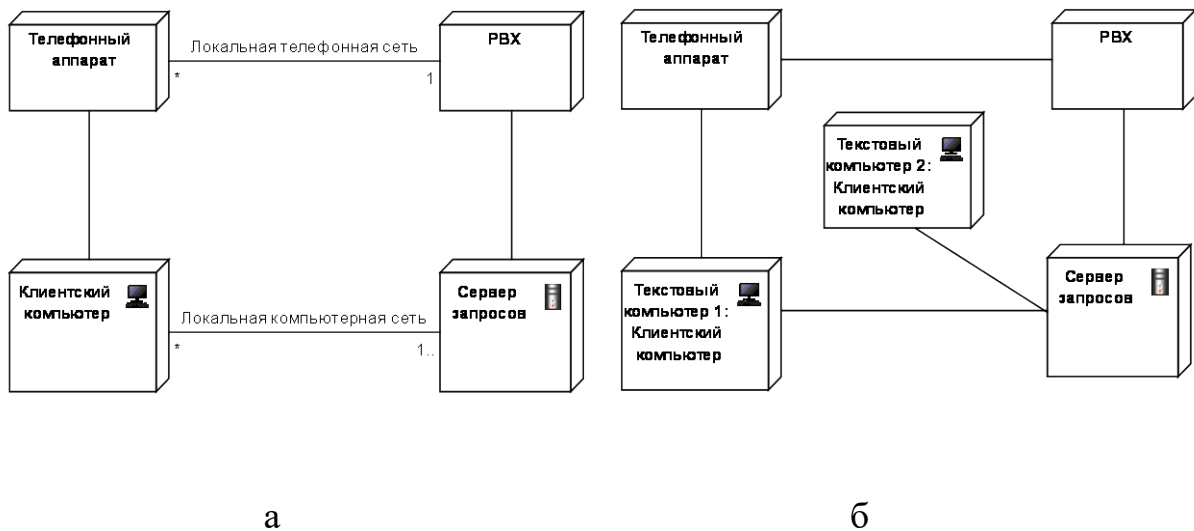 Телефонный
аппарат
Локальная телефонная сеть
*
1
PBX
Клиентский
компьютер
Локальная компьютерная сеть
*
1..
Сервер
запросов
а
Телефонный
аппарат
PBX
Текстовый
компьютер 2:
Клиентский
компьютер
Текстовый
компьютер 1:
Клиентский
компьютер
Сервер
запросов
б